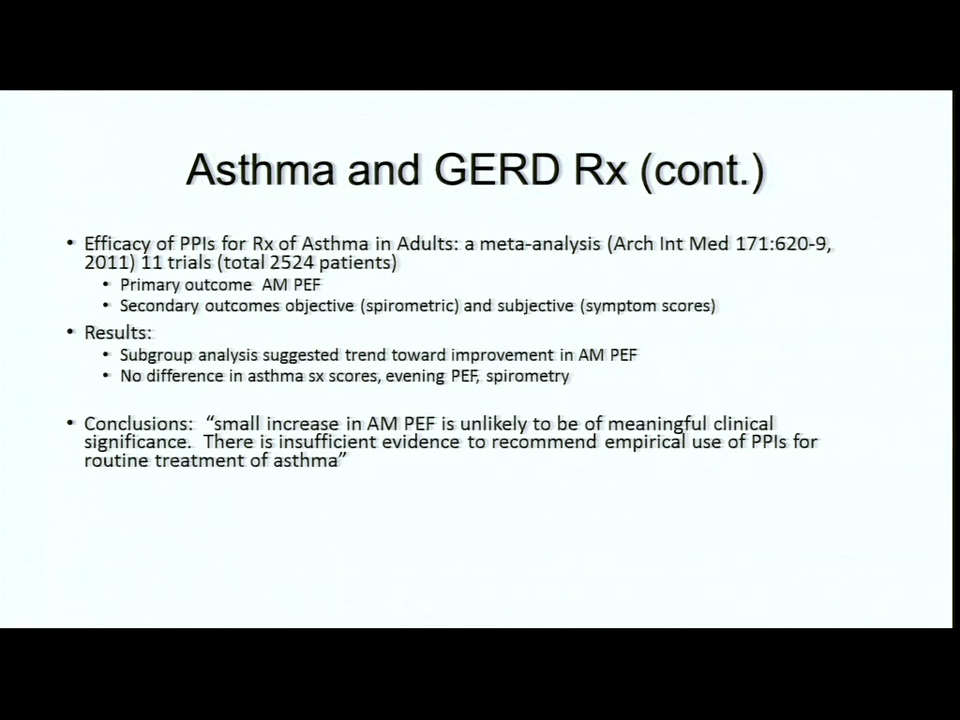 Asthma and GERD Rx (cont.)
• Efficacy of PPIs for Rx of Asthma in Adults: a meta-analysis (Arch Int Med 171:620-9,
2011) 11 trials (total 2524 patients)
• Primary outcome AM PEF
• Secondary outcomes objective (spirometric) and subjective (symptom scores)
• Results:
• Subgroup analysis suggested trend toward improvement in AM PEF
• No difference in asthma sx scores, evening PEF, spirometry
• Conclusions: “small increase in AM PEF is unlikely to be of meaningful clinical
significance. There is insufficient evidence to recommend empirical use of PPIs for
routine treatment of asthma”